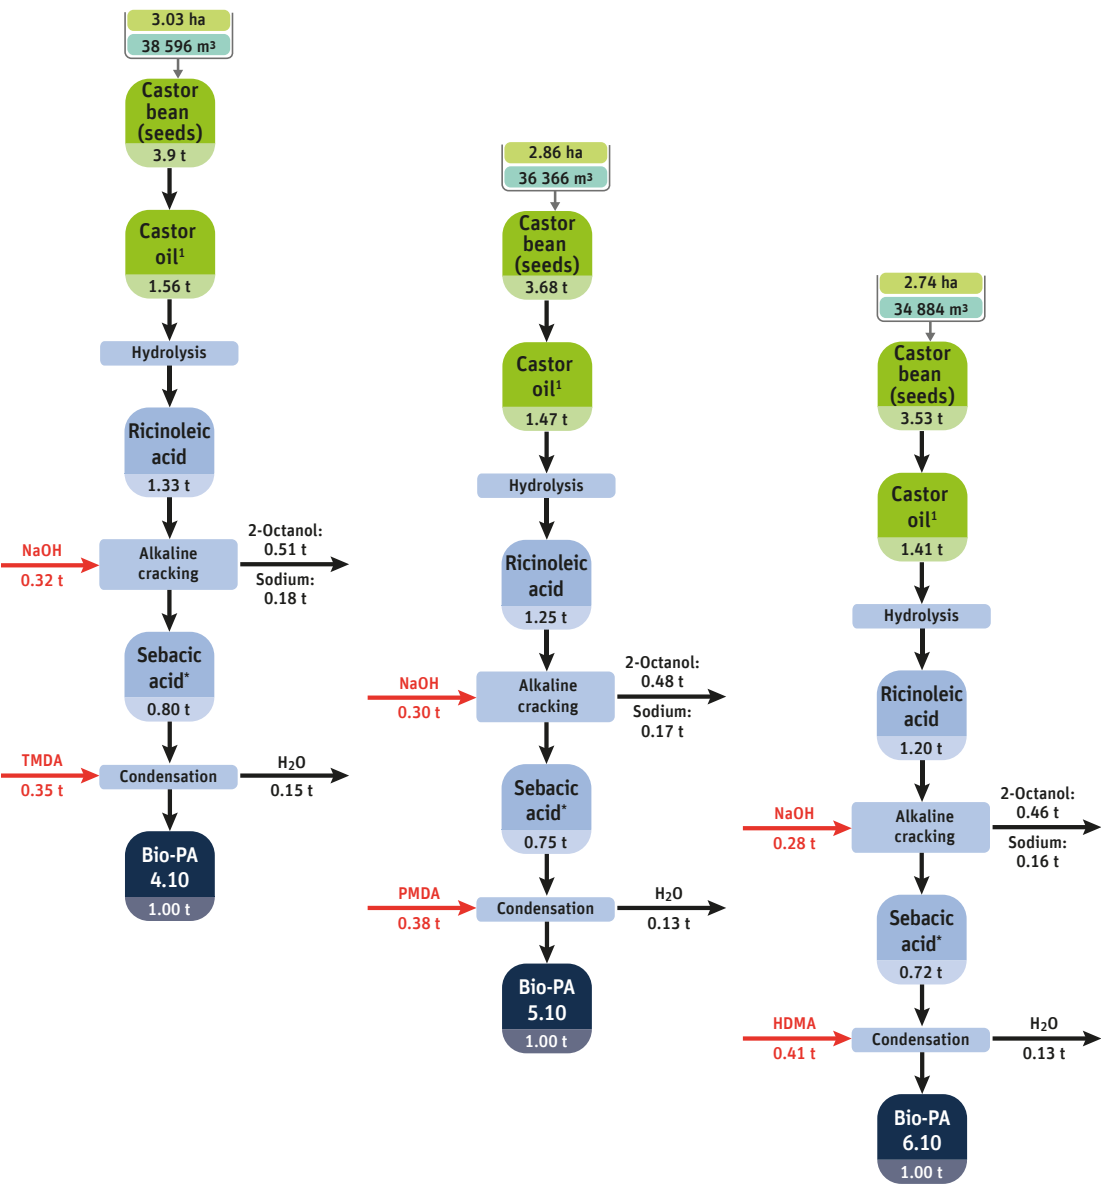 3.03 ha
38 596 m³
Castor
bean
(seeds)
3.9 t
Castor
oil¹
1.56 t
Hydrolysis
Ricinoleic
acid
1.33 t
NaOH
0.32 t
Alkaline
cracking
2-Octanol:
0.51 t
Sodium:
0.18 t
Sebacic
acid*
0.80 t
TMDA
0.35 t
Condensation
H₂O
0.15 t
Bio-PA
4.10
1.00 t
2.86 ha
36 366 m³
Castor
bean
(seeds)
3.68 t
Castor
oil¹
1.47 t
Hydrolysis
Ricinoleic
acid
1.25 t
NaOH
0.30 t
Alkaline
cracking
2-Octanol:
0.48 t
Sodium:
0.17 t
Sebacic
acid*
0.75 t
PMDA
0.38 t
Condensation
H₂O
0.13 t
Bio-PA
5.10
1.00 t
2.74 ha
34 884 m³
Castor
bean
(seeds)
3.53 t
Castor
oil¹
1.41 t
Hydrolysis
Ricinoleic
acid
1.20 t
NaOH
0.28 t
Alkaline
cracking
2-Octanol:
0.46 t
Sodium:
0.16 t
Sebacic
acid*
0.72 t
HDMA
0.41 t
Condensation
H₂O
0.13 t
Bio-PA
6.10
1.00 t